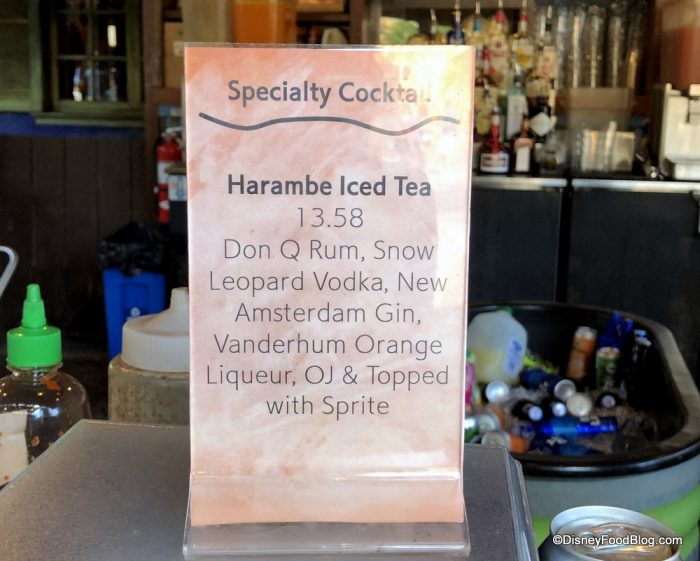 Specialty Cocktail
Harambe Iced Tea
13.58
Don Q Rum, Snow
Leopard Vodka, New
Amsterdam Gin,
Vanderhum Orange
Liqueur, OJ & Topped
with Sprite
©DisneyFoodBlog.com